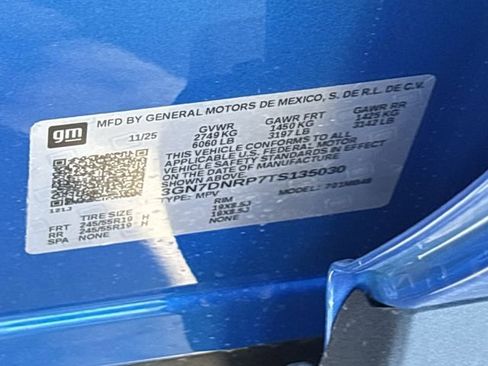 MFD BY GENERAL MOTORS DE MEXICO, S. DE R.L. DE C.V.
gm
11/25 GVWR GAWR FRT GAWR RR
2749 KG 1450 KG 1425 KG
6060 LB 3197 LB 3142 LB
THIS VEHICLE CONFORMS TO ALL
APPLICABLE U.S. FEDERAL MOTOR
VEHICLE SAFETY STANDARDS IN EFFECT
ON THE DATE OF MANUFACTURE
3GN7DNRP7TS135030
TYPE: MPV MODEL:
TIRE SIZE RIM
FRT 245/55R19 H 19X8.5J
RR 245/55R19 H 19X8.5J
SPA NONE NONE